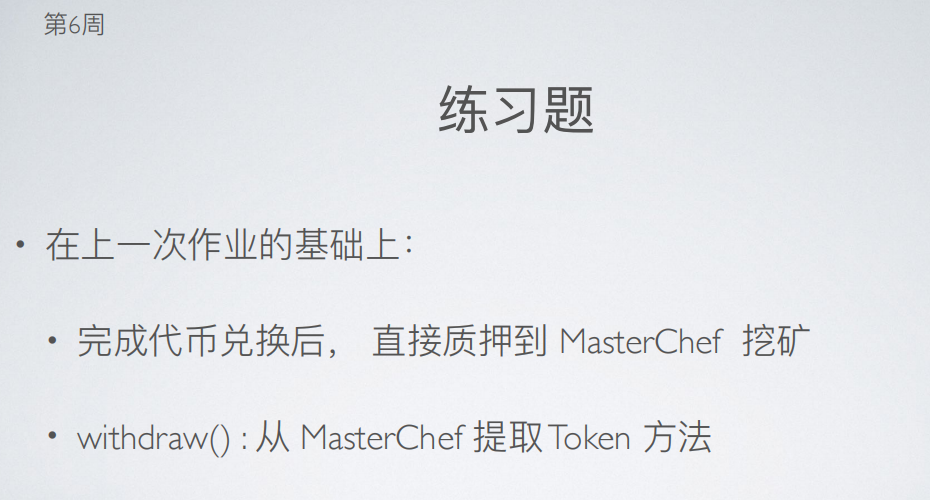 第6周
练习题
• 在上一次作业的基础上：
• 完成代币兑换后， 直接质押到 MasterChef 挖矿
• withdraw() : 从 MasterChef 提取 Token 方法